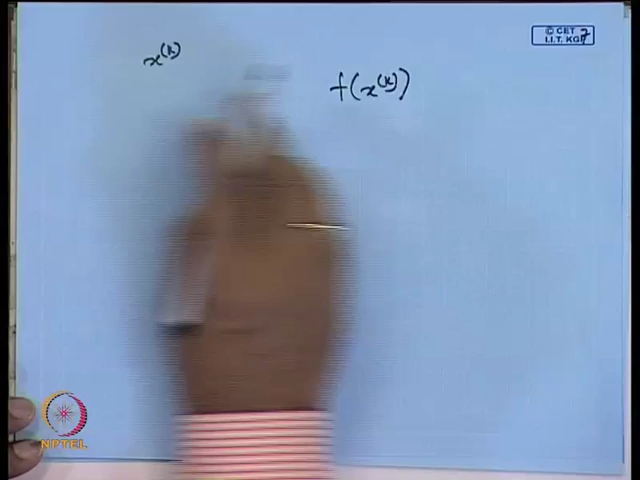 © CET
I.I.T. KGP
x^(k)
f(x^(k))
NPTEL